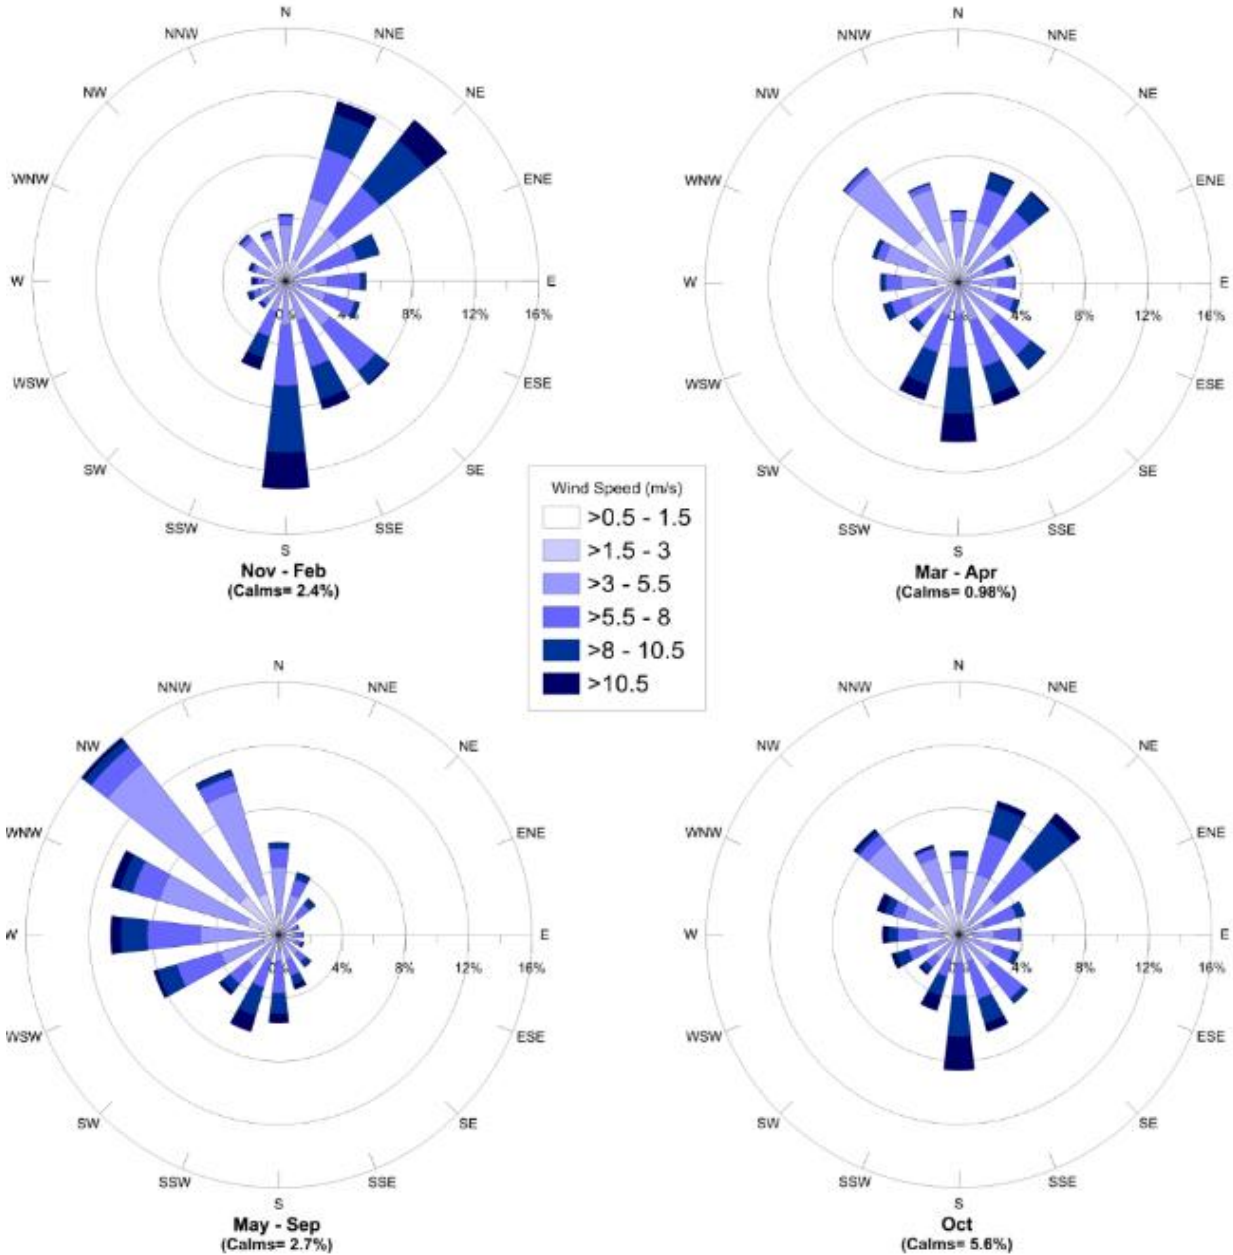 N
NNW
NNE
NW
NE
WNW
ENE
W
E
4%
8%
12%
16%
WSW
ESE
SW
SE
SSW
SSE
S
Nov - Feb
(Calms= 2.4%)
N
NNW
NNE
NW
NE
WNW
ENE
W
E
4%
8%
12%
16%
WSW
ESE
SW
SE
SSW
SSE
S
Mar - Apr
(Calms= 0.98%)
Wind Speed (m/s)
>0.5 - 1.5
>1.5 - 3
>3 - 5.5
>5.5 - 8
>8 - 10.5
>10.5
N
NNW
NNE
NW
NE
WNW
ENE
W
E
0%
4%
8%
12%
16%
WSW
ESE
SW
SE
SSW
SSE
S
May - Sep
(Calms= 2.7%)
N
NNW
NNE
NW
NE
WNW
ENE
W
E
4%
8%
12%
16%
WSW
ESE
SW
SE
SSW
SSE
S
Oct
(Calms= 5.6%)